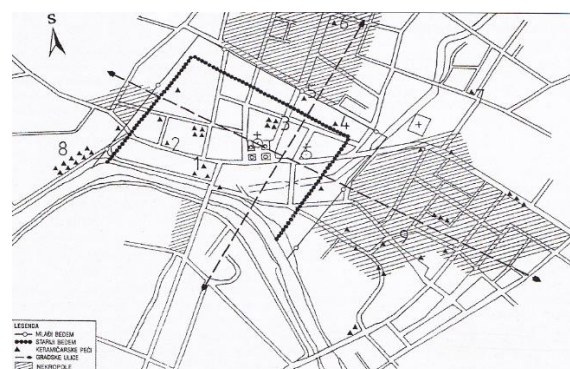 S
6
7
5
4
3
2
1
5
8
9
LEGENDA
MLAĐI BEDEM
STARIJI BEDEM
KERAMIČARSKE PEĆI
GRADSKE ULICE
NEKROPOLE